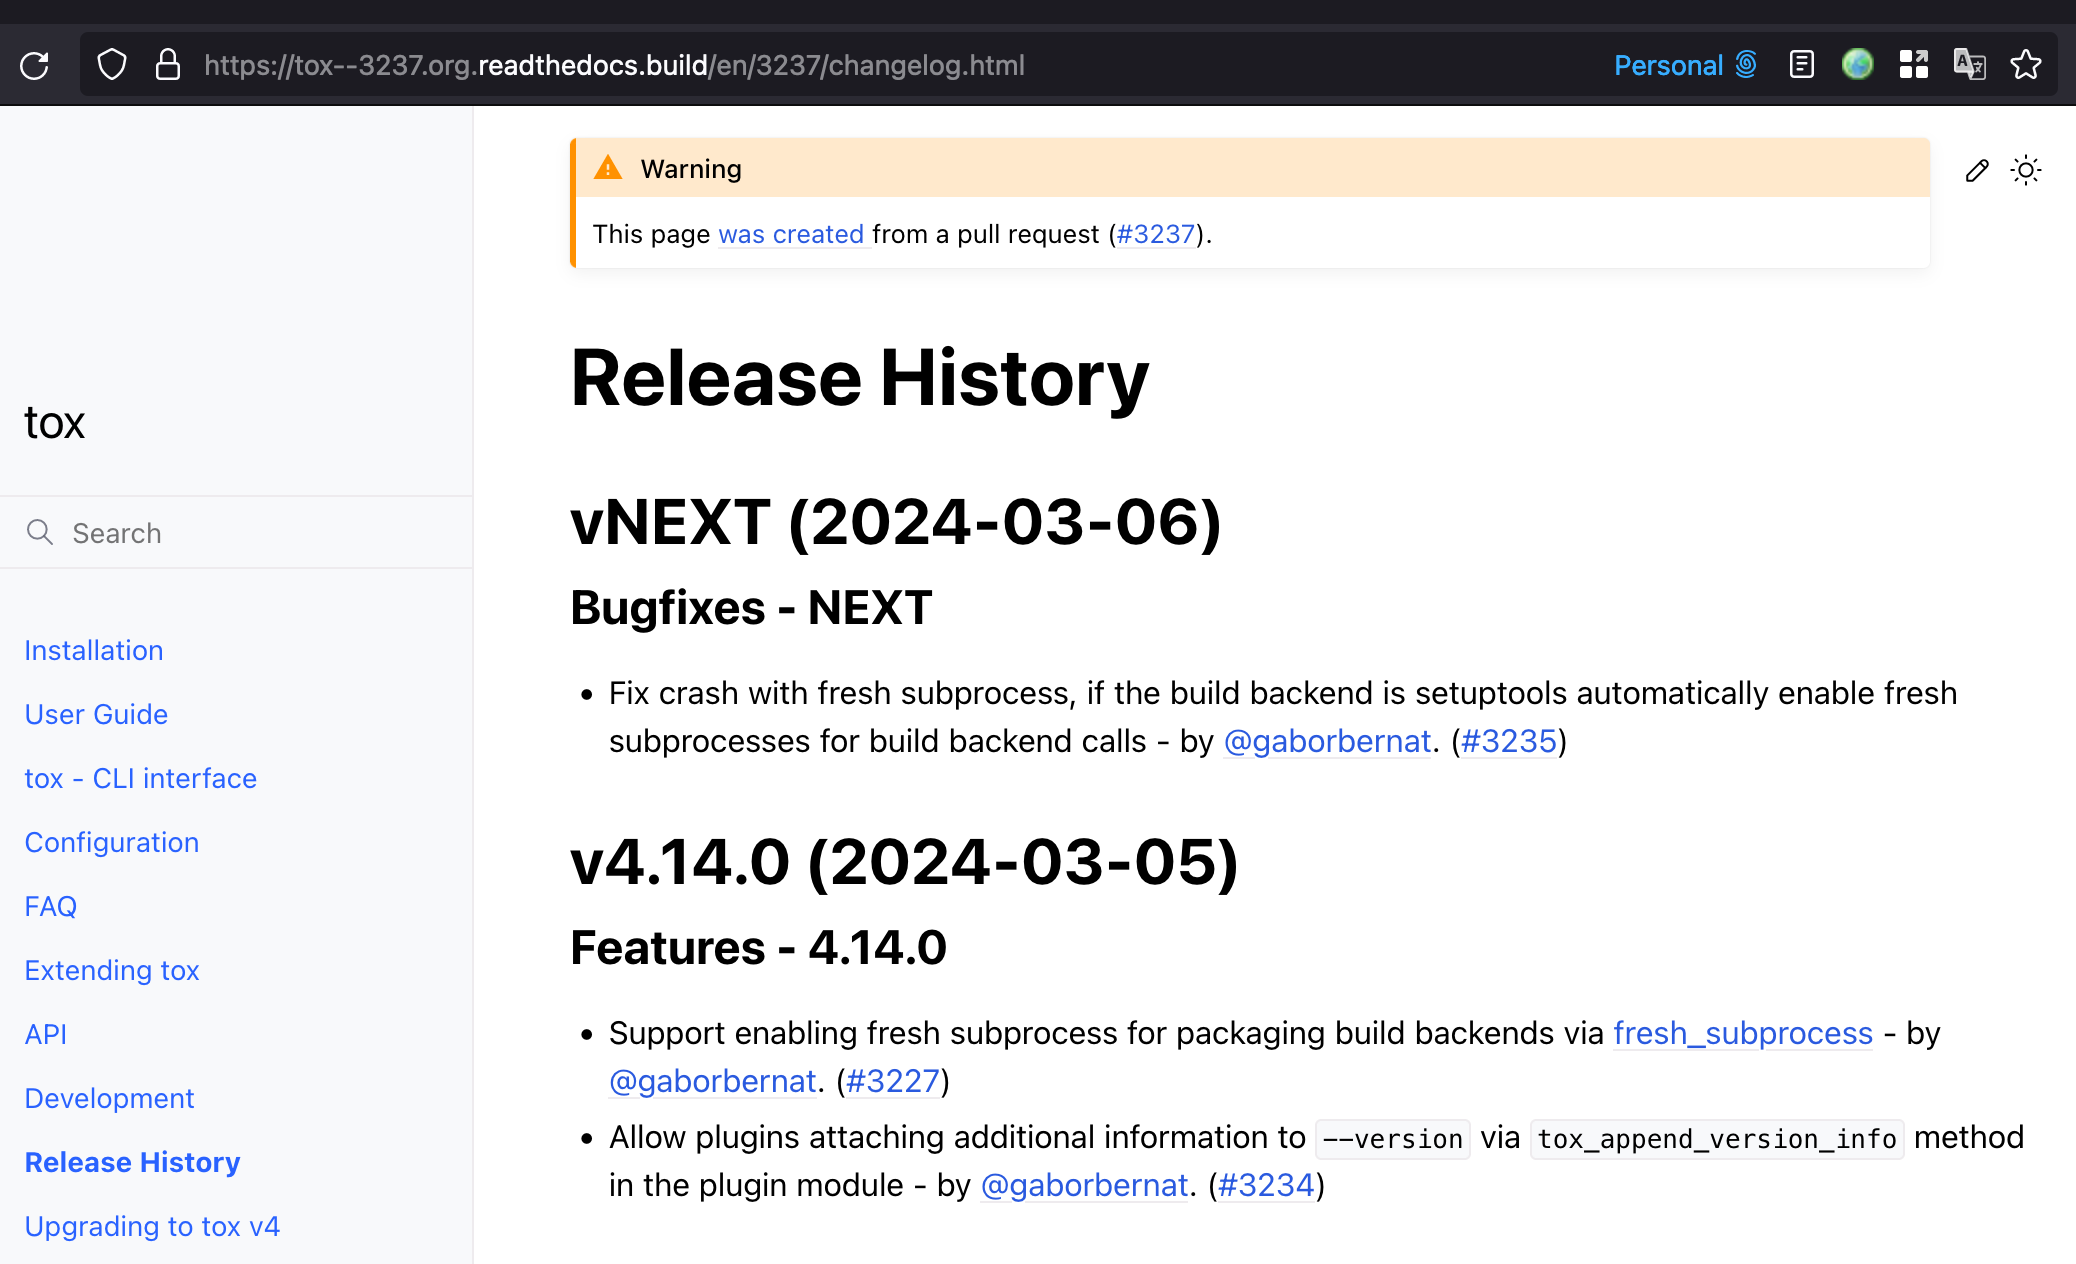 https://tox--3237.org.readthedocs.build/en/3237/changelog.html
Personal
Warning
This page was created from a pull request (#3237).
tox
Search
Installation
User Guide
tox - CLI interface
Configuration
FAQ
Extending tox
API
Development
Release History
Upgrading to tox v4
Release History
vNEXT (2024-03-06)
Bugfixes - NEXT
• Fix crash with fresh subprocess, if the build backend is setuptools automatically enable fresh
subprocesses for build backend calls - by @gaborbernat. (#3235)
v4.14.0 (2024-03-05)
Features - 4.14.0
• Support enabling fresh subprocess for packaging build backends via fresh_subprocess - by
@gaborbernat. (#3227)
• Allow plugins attaching additional information to --version via tox_append_version_info method
in the plugin module - by @gaborbernat. (#3234)